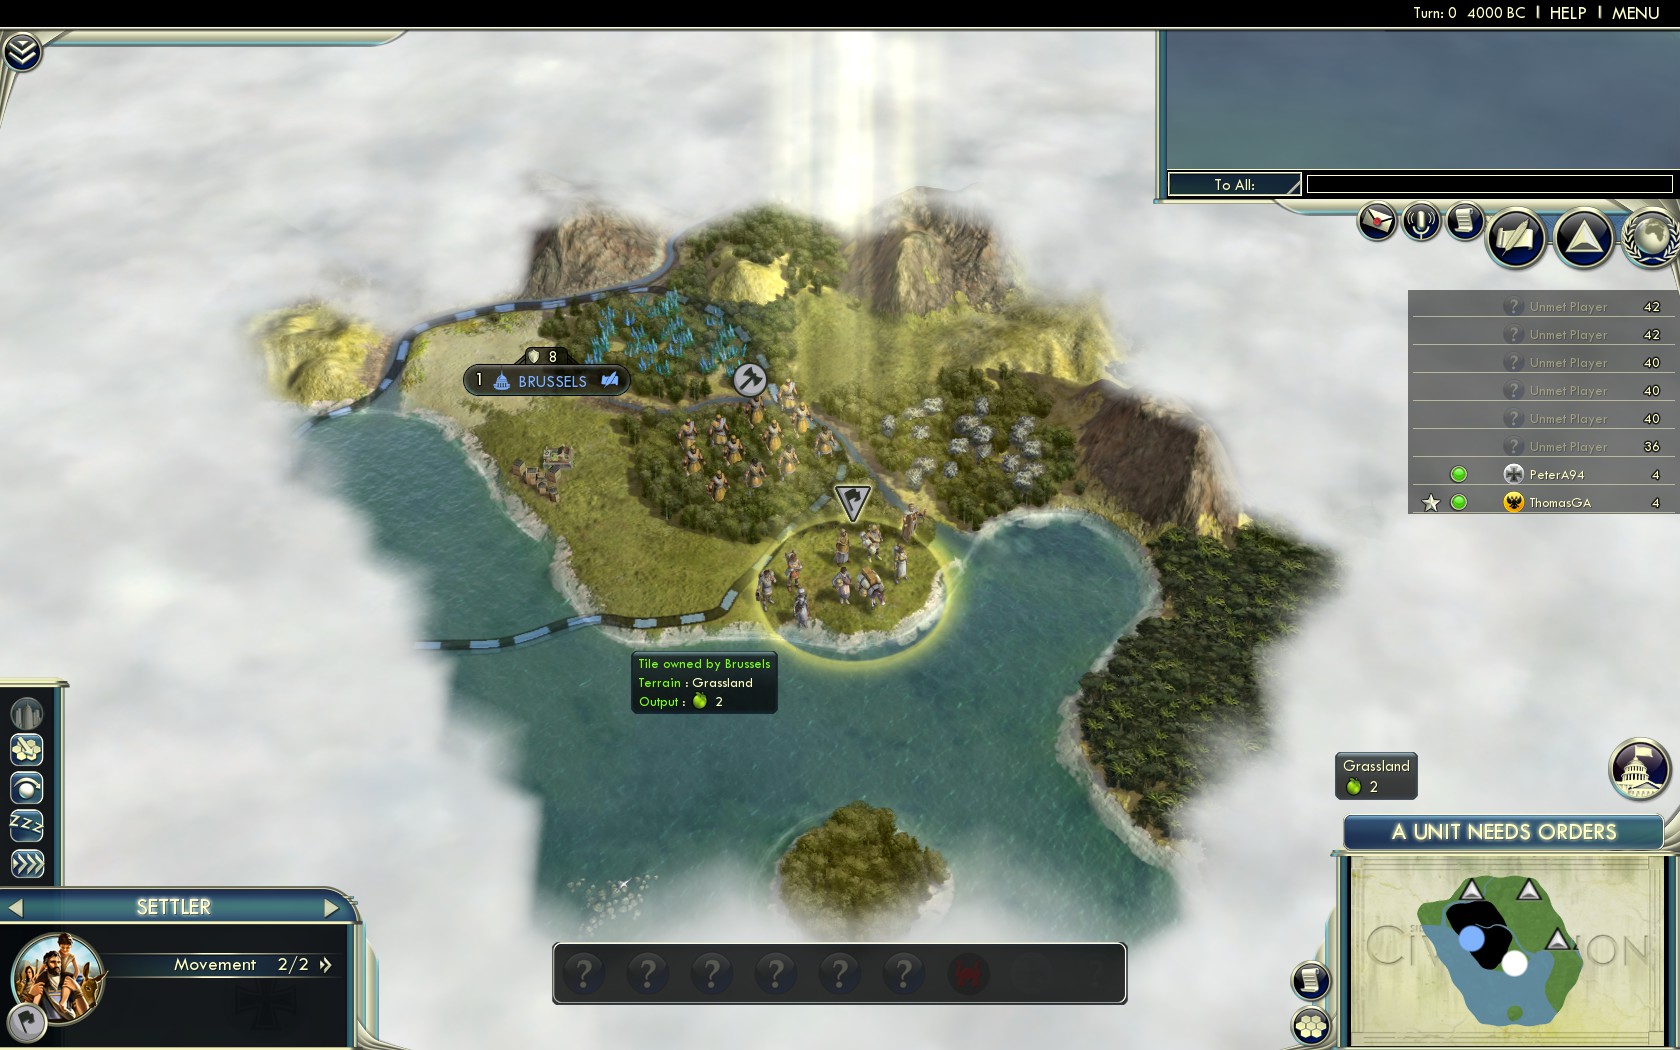 Turn: 0 4000 BC | HELP | MENU
To All:
? Unmet Player 42
? Unmet Player 42
? Unmet Player 40
? Unmet Player 40
? Unmet Player 40
? Unmet Player 36
PeterA94 4
ThomasGA 4
8
1 BRUSSELS
Tile owned by Brussels
Terrain : Grassland
Output : 2
Grassland
2
A UNIT NEEDS ORDERS
ZZZ
SETTLER
Movement 2/2
? ? ? ? ? ?